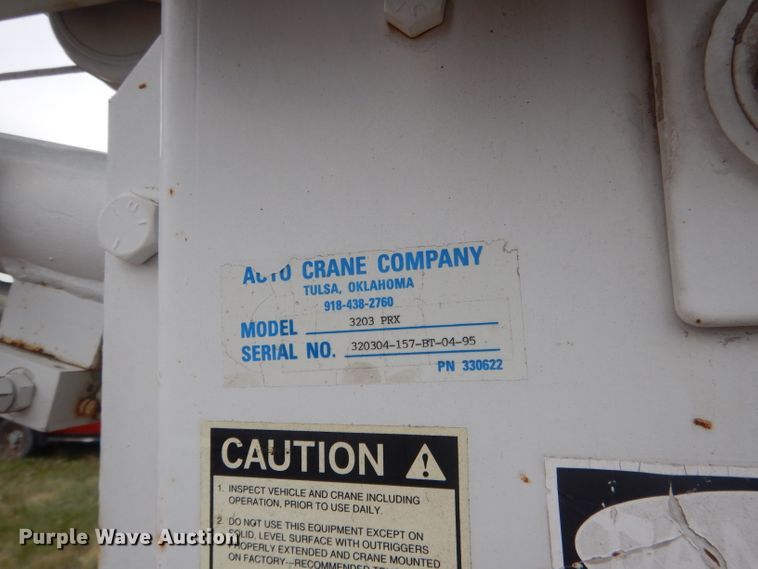 AUTO CRANE COMPANY
TULSA, OKLAHOMA
918-438-2760
MODEL 3203 PRX
SERIAL NO. 320304-157-BT-04-95
PN 330622
CAUTION
1. INSPECT VEHICLE AND CRANE INCLUDING
OPERATION, PRIOR TO USE DAILY.
2. DO NOT USE THIS EQUIPMENT EXCEPT ON
SOLID, LEVEL SURFACE WITH OUTRIGGERS
PROPERLY EXTENDED AND CRANE MOUNTED
ON FACTORY---RECOMMENDED
Purple Wave Auction